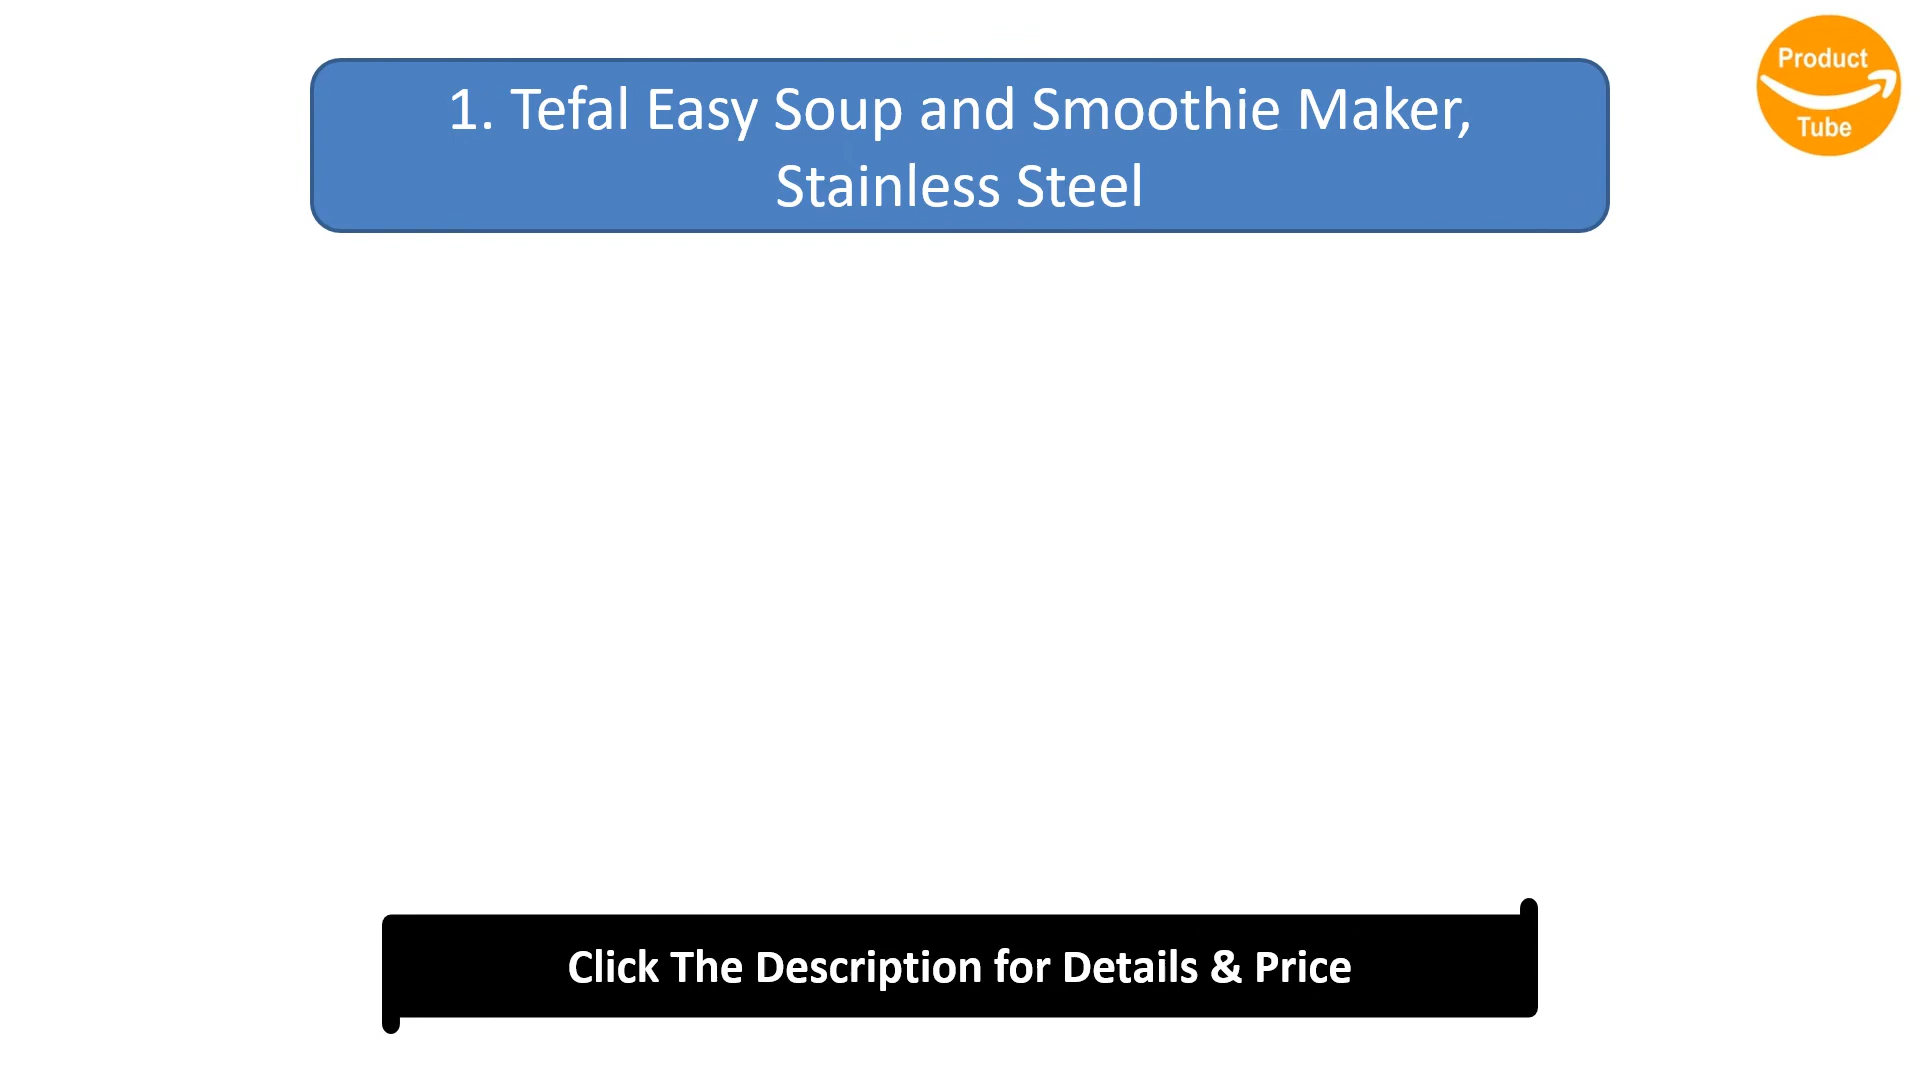 1. Tefal Easy Soup and Smoothie Maker,
Stainless Steel
Product
Tube
Click The Description for Details & Price